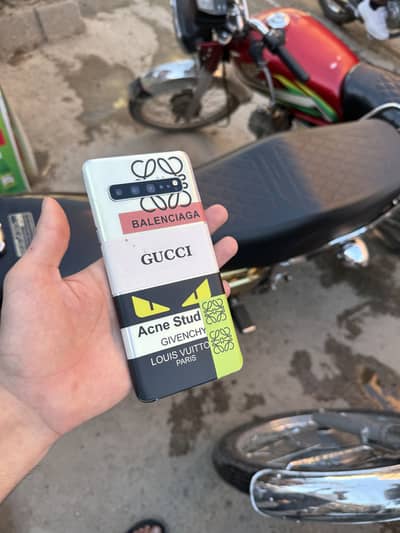 BALENCIAGA
GUCCI
Acne Stud
GIVENCHY
LOUIS VUITTO
PARIS